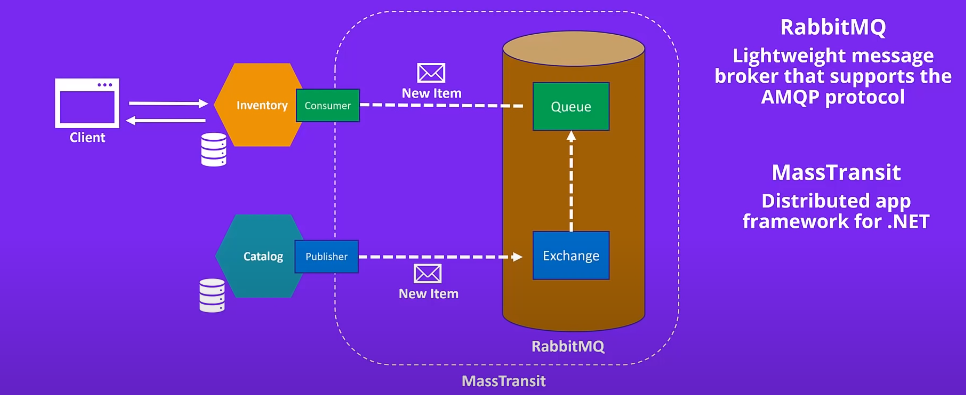 RabbitMQ
Lightweight message
broker that supports the
AMQP protocol
New Item
Inventory
Consumer
Queue
Client
MassTransit
Distributed app
framework for .NET
Catalog
Publisher
Exchange
New Item
RabbitMQ
MassTransit